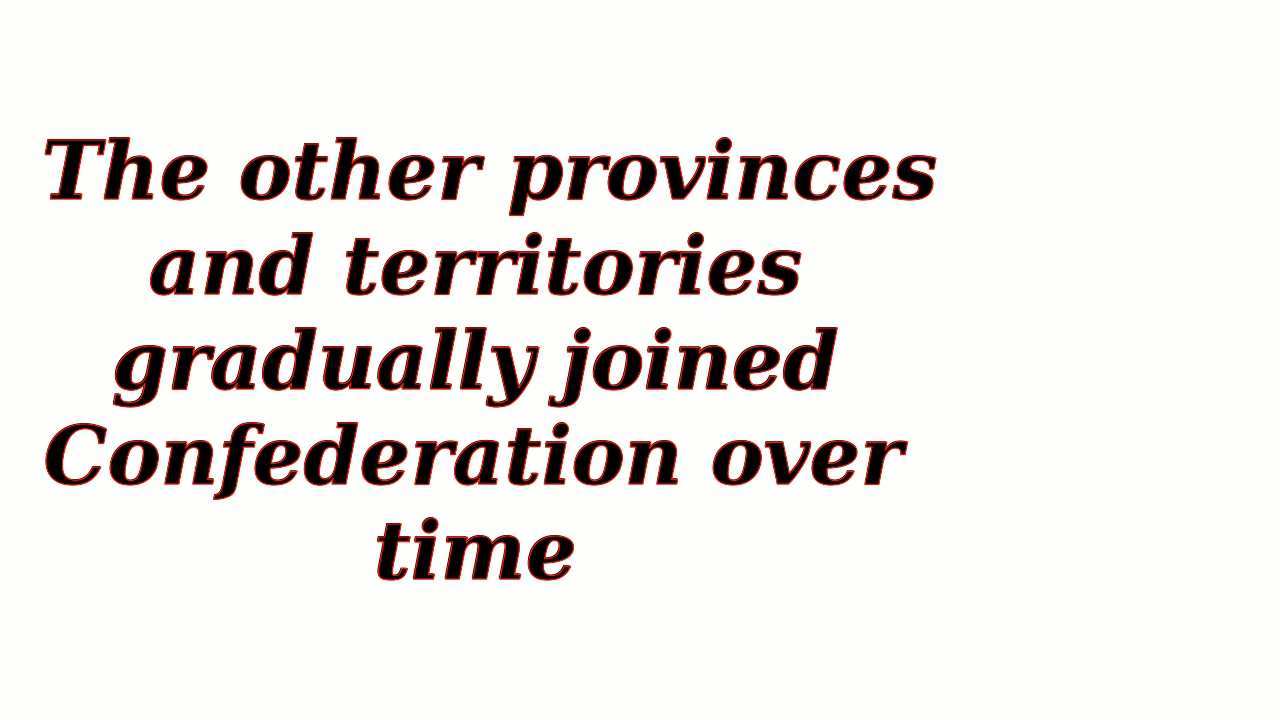 The other provinces
and territories
gradually joined
Confederation over
time